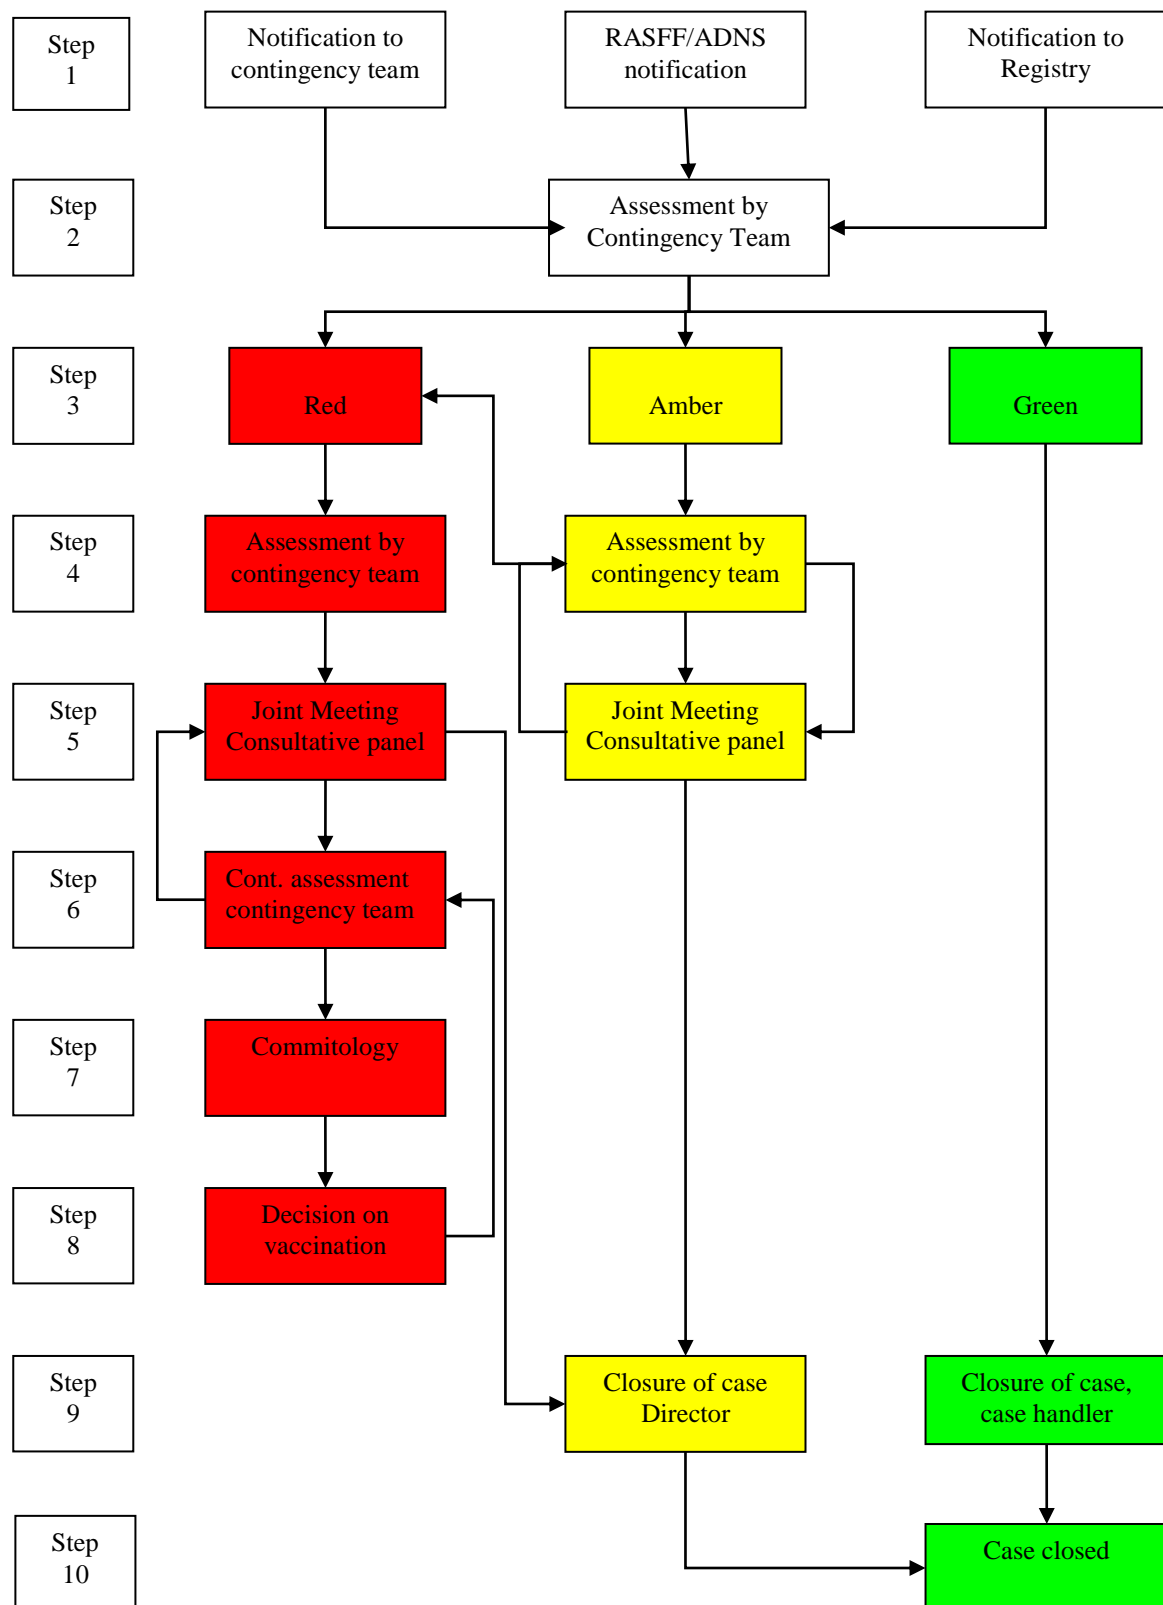 Step
1
Notification to
contingency team
RASFF/ADNS
notification
Notification to
Registry
Step
2
Assessment by
Contingency Team
Step
3
Red
Amber
Green
Step
4
Assessment by
contingency team
Assessment by
contingency team
Step
5
Joint Meeting
Consultative panel
Joint Meeting
Consultative panel
Step
6
Cont. assessment
contingency team
Step
7
Commitology
Step
8
Decision on
vaccination
Step
9
Closure of case
Director
Closure of case,
case handler
Step
10
Case closed